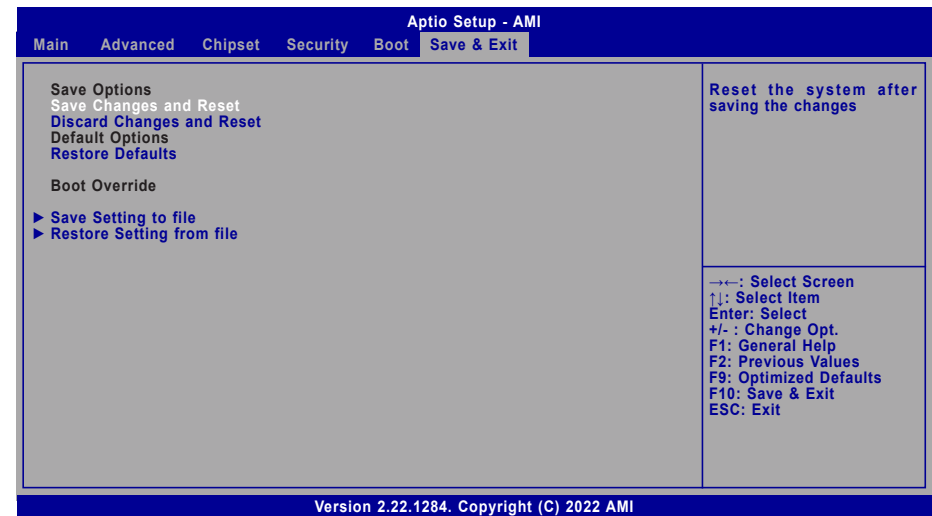 Aptio Setup - AMI
Main Advanced Chipset Security Boot Save & Exit
Save Options
Save Changes and Reset
Discard Changes and Reset
Default Options
Restore Defaults
Boot Override
▶ Save Setting to file
▶ Restore Setting from file
Reset the system after
saving the changes
→←: Select Screen
↑↓: Select Item
Enter: Select
+/- : Change Opt.
F1: General Help
F2: Previous Values
F9: Optimized Defaults
F10: Save & Exit
ESC: Exit
Version 2.22.1284. Copyright (C) 2022 AMI